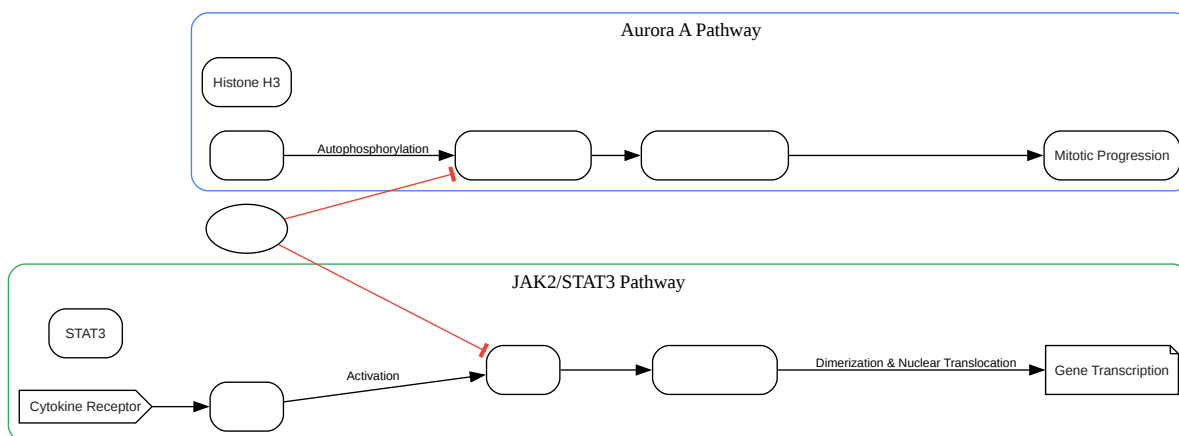 Aurora A Pathway
Histone H3
Autophosphorylation
Mitotic Progression
JAK2/STAT3 Pathway
STAT3
Activation
Dimerization & Nuclear Translocation
Gene Transcription
Cytokine Receptor